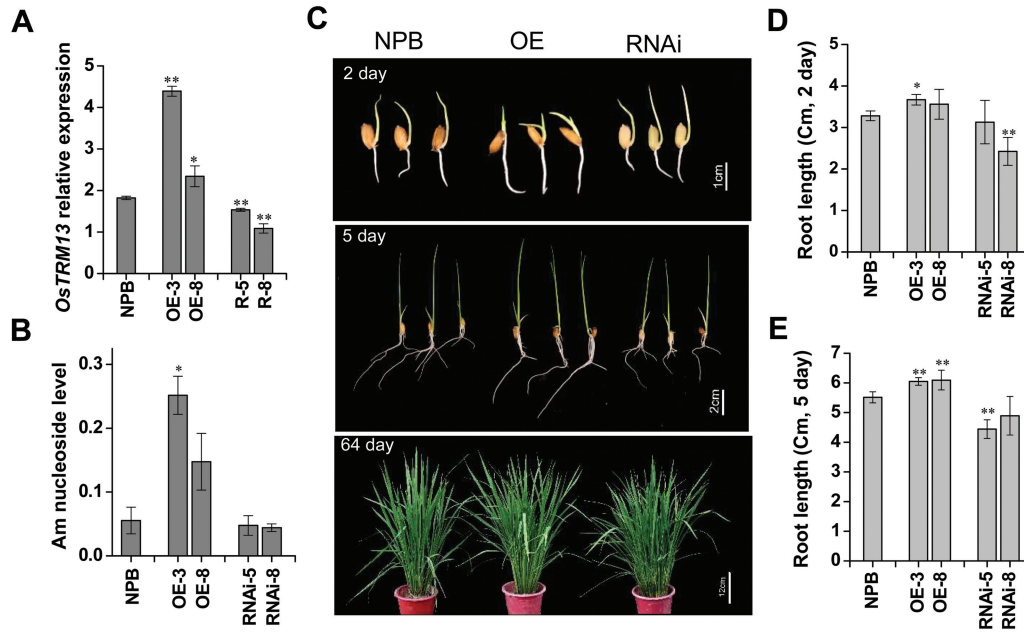 A
OsTRM13 relative expression
5
4
3
2
1
0
**
*
**
**
NPB
OE-3
OE-8
R-5
R-8
B
Am nucleoside level
0.3
0.2
0.1
0.0
*
NPB
OE-3
OE-8
RNAi-5
RNAi-8
C
NPB OE RNAi
2 day
1cm
5 day
2cm
64 day
12cm
D
Root length (Cm, 2 day)
5
4
3
2
1
0
*
**
NPB
OE-3
OE-8
RNAi-5
RNAi-8
E
Root length (Cm, 5 day)
7
6
5
4
3
2
1
0
**
**
**
NPB
OE-3
OE-8
RNAi-5
RNAi-8